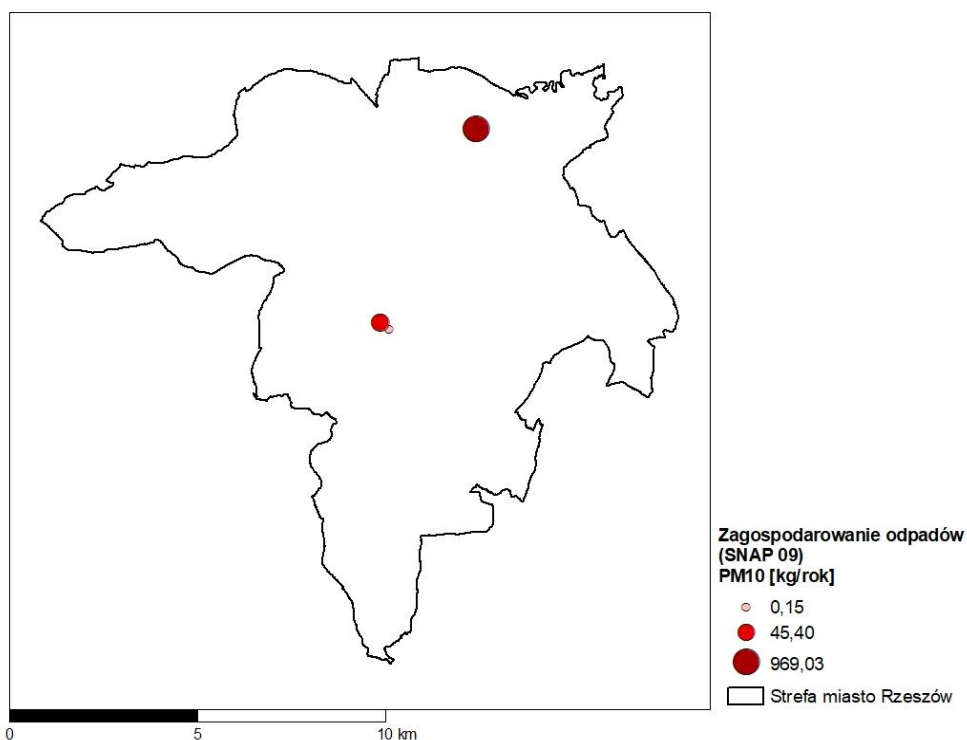 Zagospodarowanie odpadów
(SNAP 09)
PM10 [kg/rok]
0,15
45,40
969,03
Strefa miasto Rzeszów
0 5 10 km